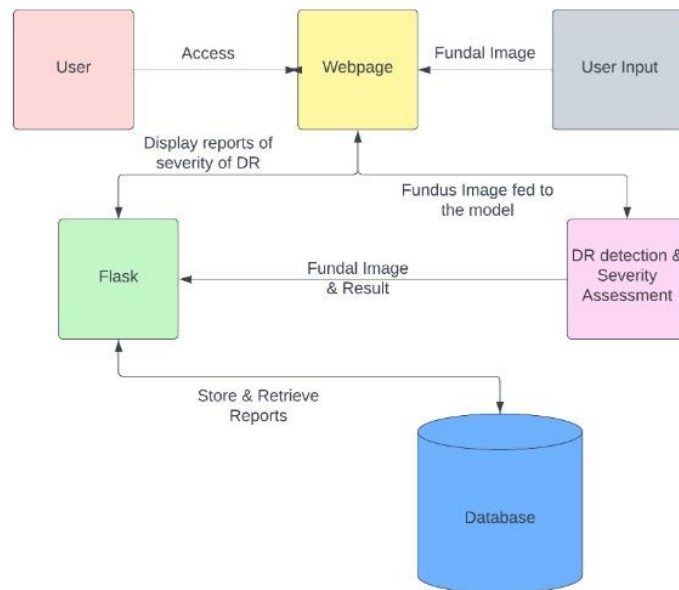 User
Access
Webpage
Fundal Image
User Input
Display reports of
severity of DR
Fundus Image fed to
the model
Flask
Fundal Image
& Result
DR detection &
Severity
Assessment
Store & Retrieve
Reports
Database